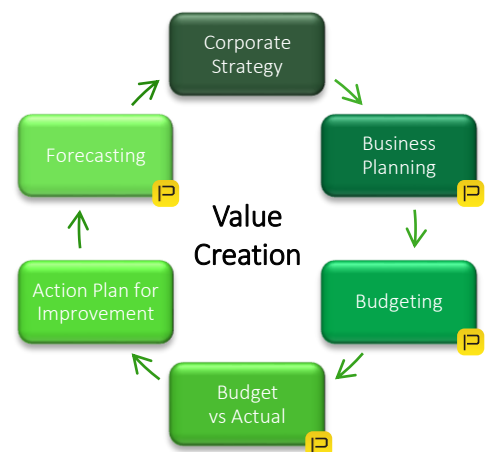 Corporate
Strategy
Business
Planning
Budgeting
Budget
vs Actual
Action Plan for
Improvement
Forecasting
Value
Creation